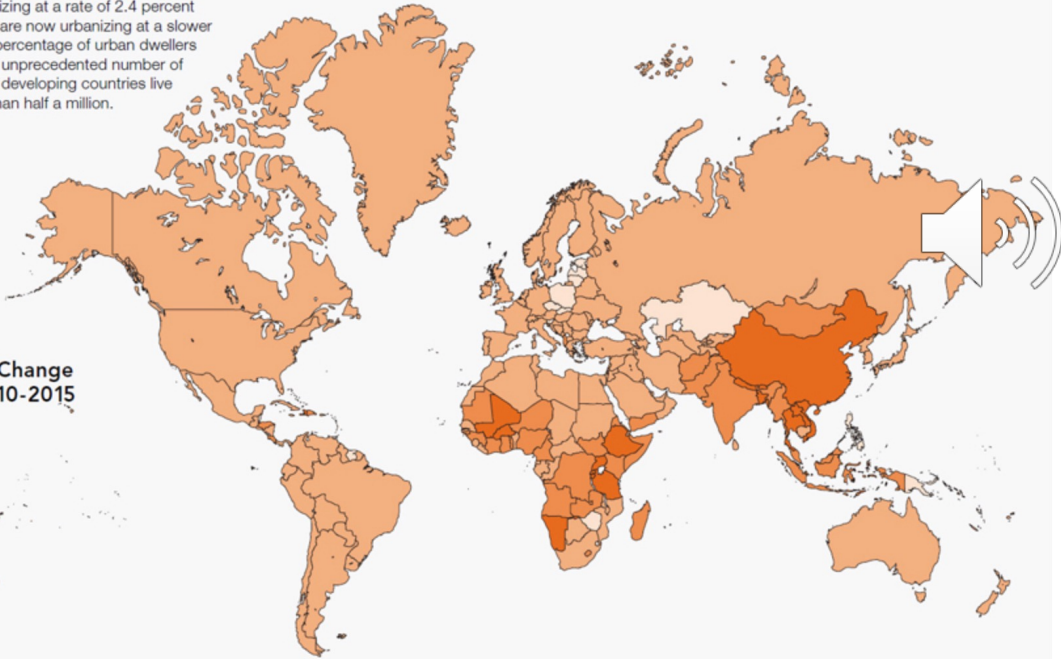 izing at a rate of 2.4 percent
are now urbanizing at a slower
percentage of urban dwellers
unprecedented number of
developing countries live
an half a million.
Change
10-2015